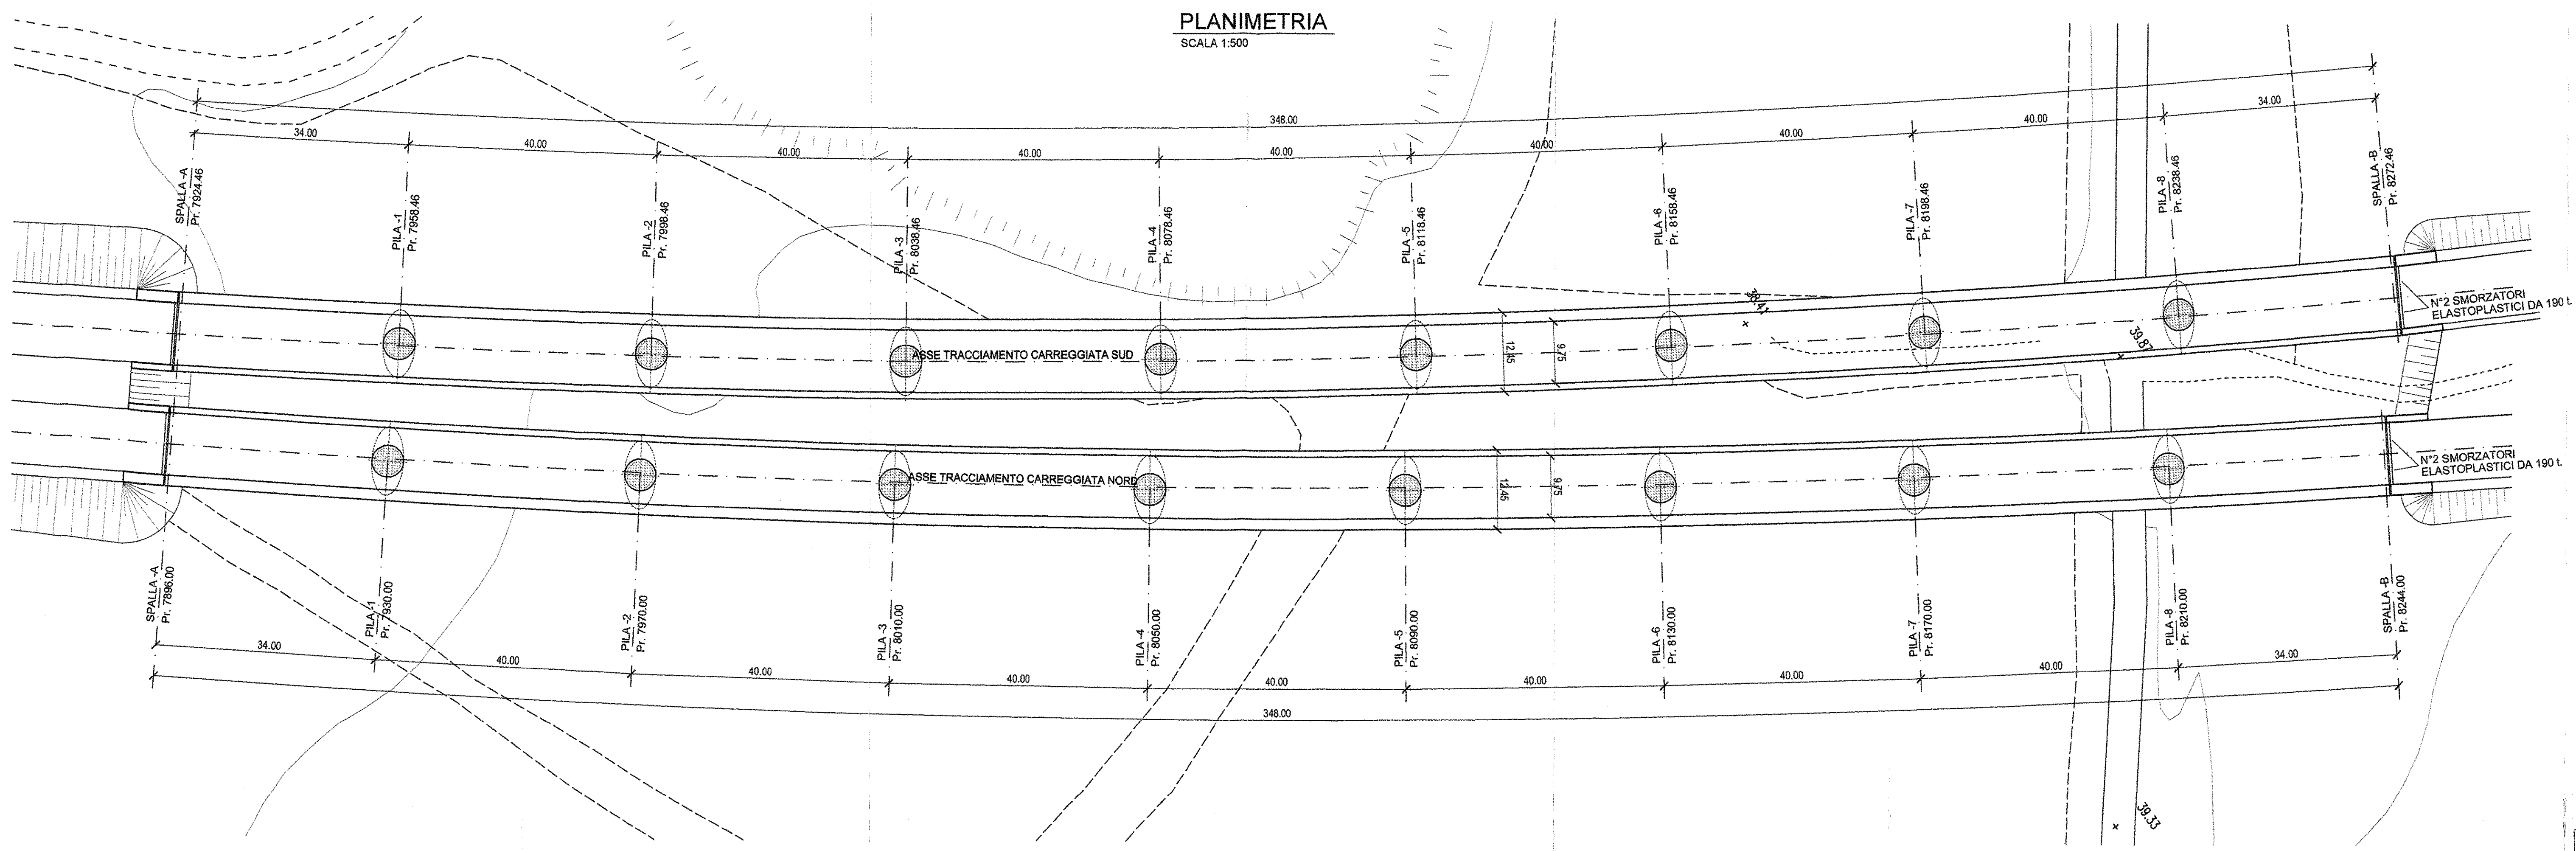 PLANIMETRIA
SCALA 1:500
348.00
34.00
40.00
40.00
40.00
40.00
40.00
40.00
40.00
34.00
SPALLA -A
Pr. 7924.46
PILA -1
Pr. 7958.46
PILA -2
Pr. 7998.46
PILA -3
Pr. 8038.46
PILA -4
Pr. 8078.46
PILA -5
Pr. 8118.46
PILA -6
Pr. 8158.46
PILA -7
Pr. 8198.46
PILA -8
Pr. 8238.46
SPALLA -B
Pr. 8272.46
N°2 SMORZATORI
ELASTOPLASTICI DA 190 t.
38.41
39.87
ASSE TRACCIAMENTO CARREGGIATA SUD
12.45
9.75
ASSE TRACCIAMENTO CARREGGIATA NORD
12.45
9.75
N°2 SMORZATORI
ELASTOPLASTICI DA 190 t.
SPALLA -A
Pr. 7896.00
PILA -1
Pr. 7930.00
PILA -2
Pr. 7970.00
PILA -3
Pr. 8010.00
PILA -4
Pr. 8050.00
PILA -5
Pr. 8090.00
PILA -6
Pr. 8130.00
PILA -7
Pr. 8170.00
PILA -8
Pr. 8210.00
SPALLA -B
Pr. 8244.00
34.00
40.00
40.00
40.00
40.00
40.00
40.00
40.00
34.00
348.00
39.33